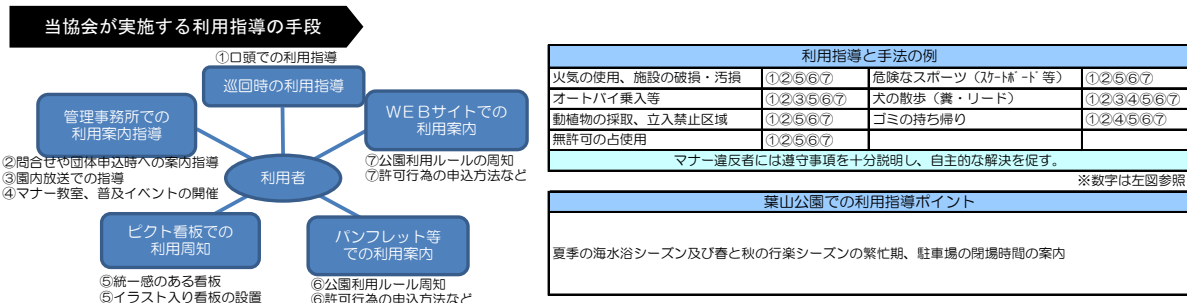 当協会が実施する利用指導の手段
①口頭での利用指導
巡回時の利用指導
管理事務所での
利用案内指導
WEBサイトでの
利用案内
②問合せや団体申込時への案内指導
③園内放送での指導
④マナー教室、普及イベントの開催
利用者
⑦公園利用ルールの周知
⑦許可行為の申込方法など
ピクト看板での
利用周知
パンフレット等
での利用案内
⑤統一感のある看板
⑤イラスト入り看板の設置
⑥公園利用ルール周知
⑥許可行為の申込方法など
利用指導と手法の例
火気の使用、施設の破損・汚損 ①②⑤⑥⑦ 危険なスポーツ（スケートボード等） ①②⑤⑥⑦
オートバイ乗入等 ①②③⑤⑥⑦ 犬の散歩（糞・リード） ①②③④⑤⑥⑦
動植物の採取、立入禁止区域 ①②⑤⑥⑦ ゴミの持ち帰り ①②④⑤⑥⑦
無許可の占使用 ①②⑤⑥⑦
マナー違反者には遵守事項を十分説明し、自主的な解決を促す。
※数字は左図参照
葉山公園での利用指導ポイント
夏季の海水浴シーズン及び春と秋の行楽シーズンの繁忙期、駐車場の閉場時間の案内